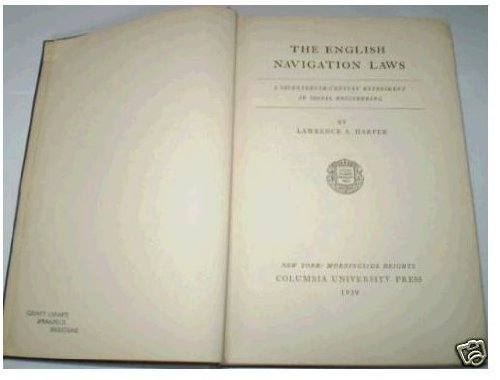 THE ENGLISH
NAVIGATION LAWS
A SEVENTEENTH-CENTURY EXPERIMENT
IN SOCIAL ENGINEERING
BY
LAWRENCE A. HARPER
NEW YORK: MORNINGSIDE HEIGHTS
COLUMBIA UNIVERSITY PRESS
1939